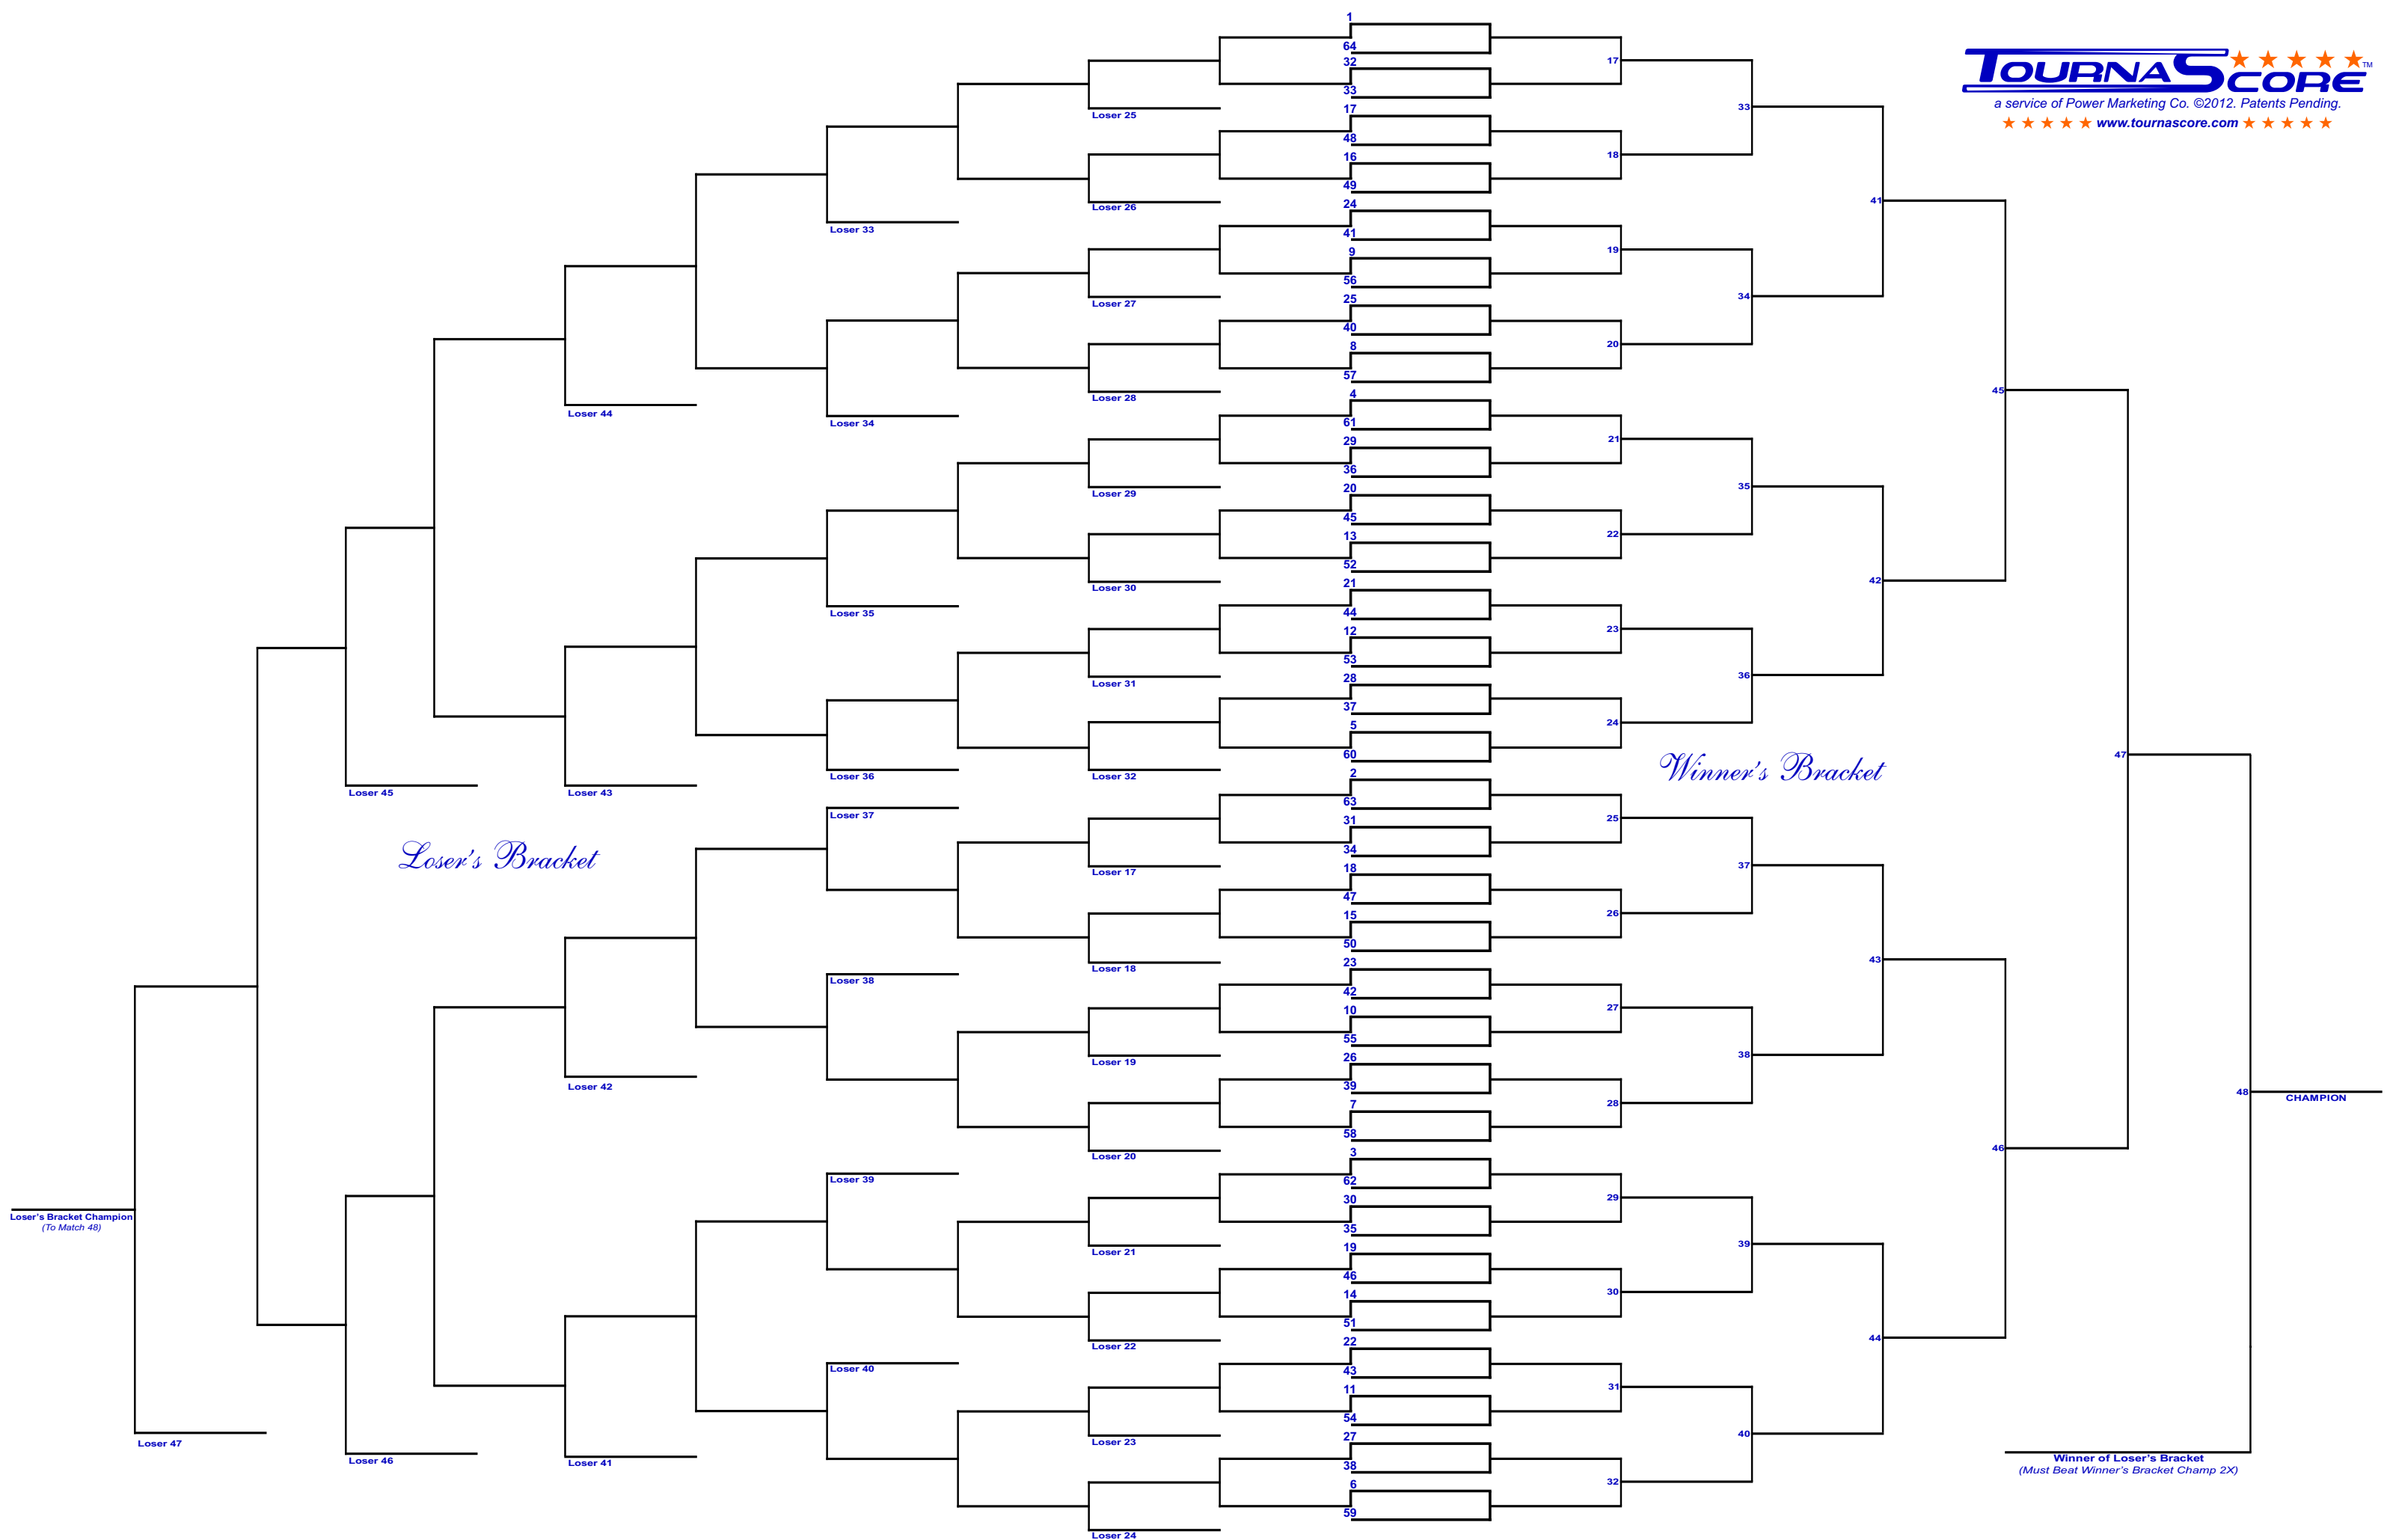 TOURNASCORE™
a service of Power Marketing Co. ©2012. Patents Pending.
www.tournascore.com
1
64
32
33
17
48
16
49
24
41
9
56
25
40
8
57
4
61
29
36
20
45
13
52
21
44
12
53
28
37
5
60
2
63
31
34
18
47
15
50
23
42
10
55
26
39
7
58
3
62
30
35
19
46
14
51
22
43
11
54
27
38
6
59
17
18
19
20
21
22
23
24
25
26
27
28
29
30
31
32
33
34
35
36
37
38
39
40
41
42
43
44
45
46
47
48
CHAMPION
Winner's Bracket
Winner of Loser's Bracket
(Must Beat Winner's Bracket Champ 2X)
Loser 25
Loser 26
Loser 27
Loser 28
Loser 29
Loser 30
Loser 31
Loser 32
Loser 17
Loser 18
Loser 19
Loser 20
Loser 21
Loser 22
Loser 23
Loser 24
Loser 33
Loser 34
Loser 35
Loser 36
Loser 37
Loser 38
Loser 39
Loser 40
Loser 44
Loser 43
Loser 42
Loser 41
Loser 45
Loser 46
Loser's Bracket
Loser 47
Loser's Bracket Champion
(To Match 48)